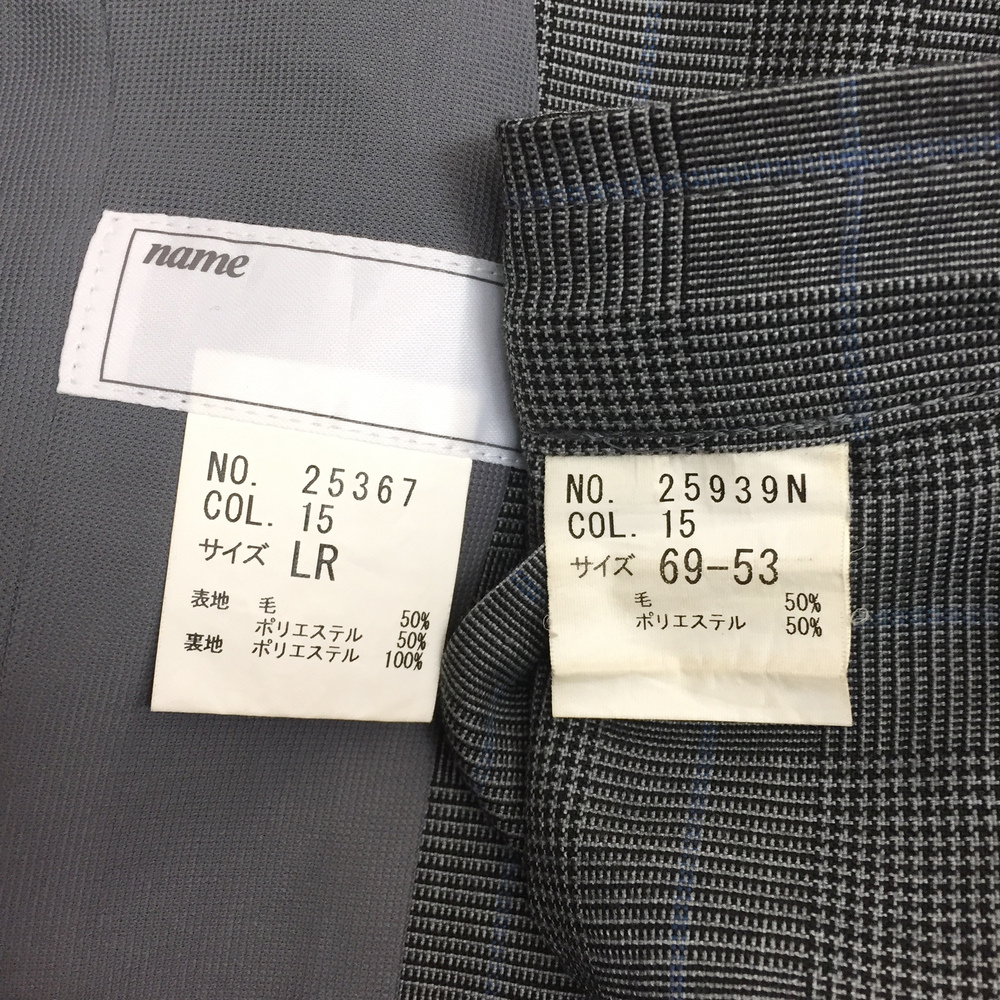 name
NO. 25367
COL. 15
サイズ LR
表地 毛 50%
ポリエステル 50%
裏地 ポリエステル 100%
NO. 25939N
COL. 15
サイズ 69-53
毛 50%
ポリエステル 50%